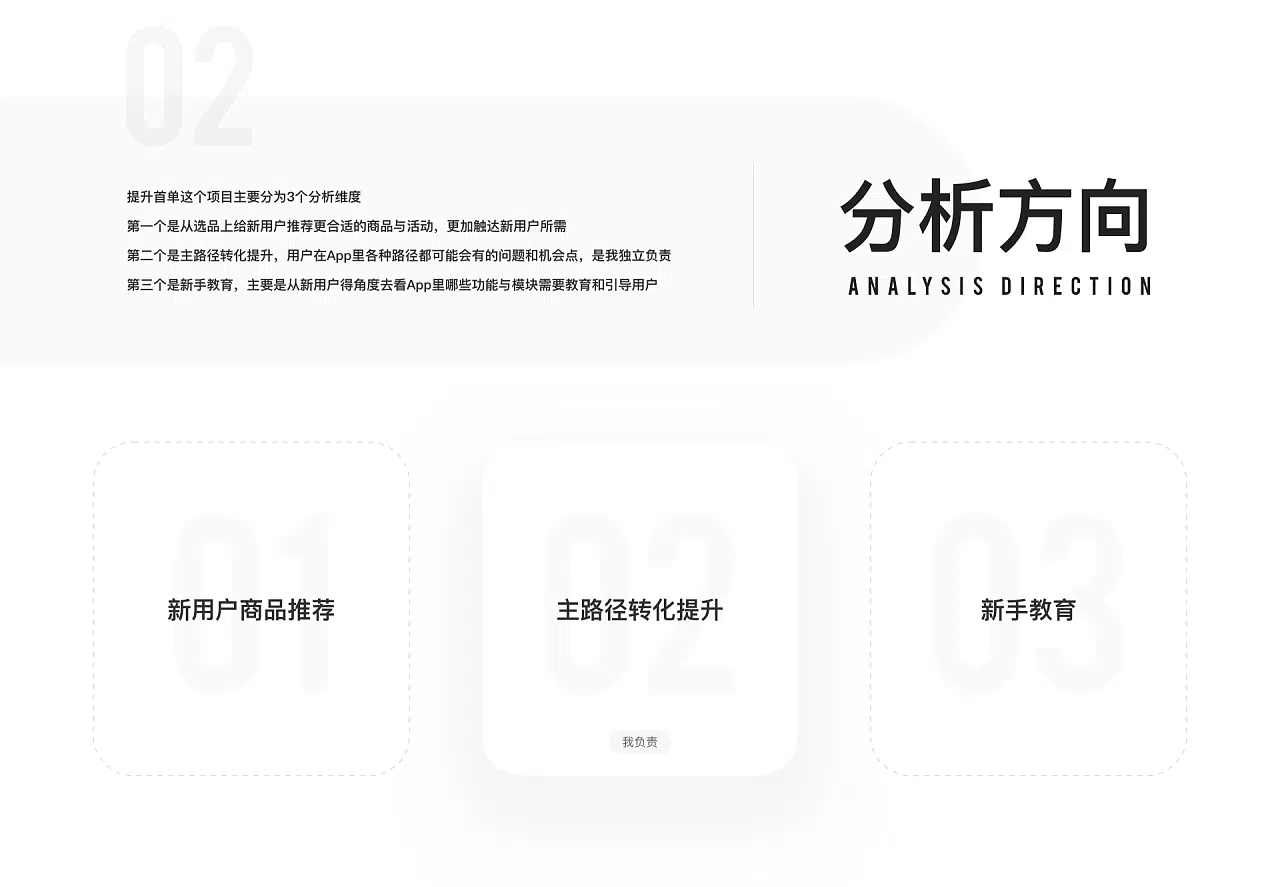 02
提升首单这个项目主要分为3个分析维度
第一个是从选品上给新用户推荐更合适的商品与活动，更加触达新用户所需
第二个是主路径转化提升，用户在App里各种路径都可能会有的问题和机会点，是我独立负责
第三个是新手教育，主要是从新用户得角度去看App里哪些功能与模块需要教育和引导用户
分析方向
ANALYSIS DIRECTION
01
新用户商品推荐
02
主路径转化提升
我负责
03
新手教育